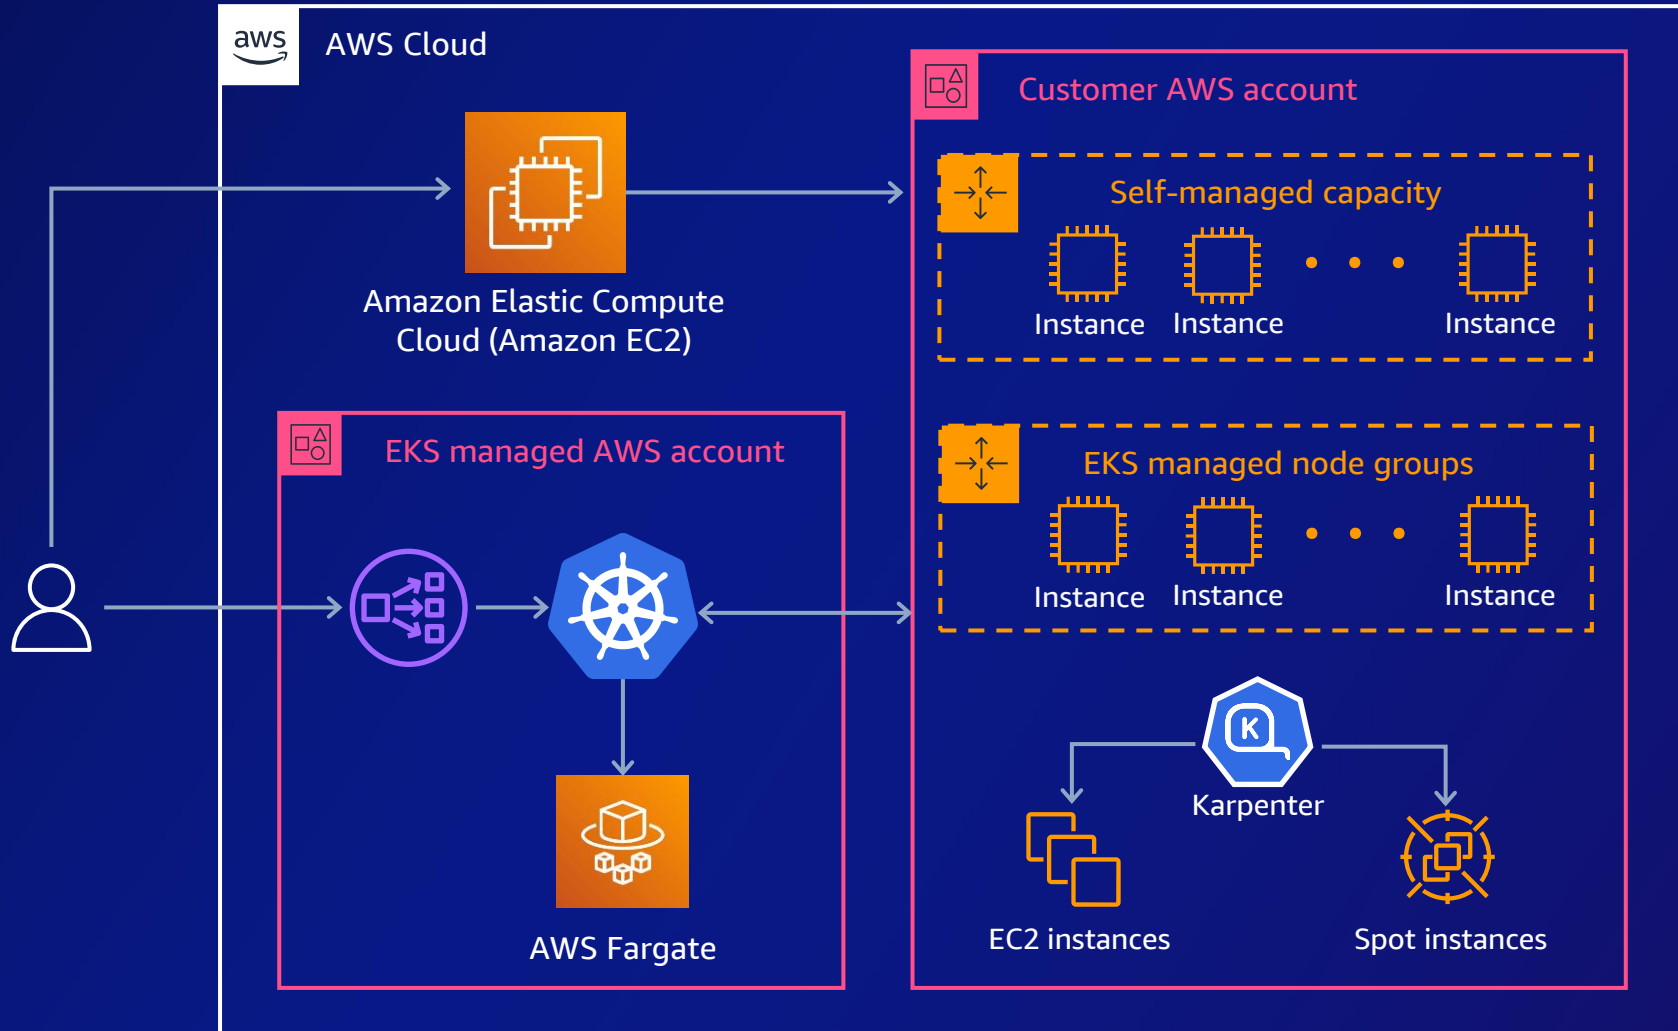 aws
AWS Cloud
Customer AWS account
Self-managed capacity
Instance
Instance
Instance
Amazon Elastic Compute
Cloud (Amazon EC2)
EKS managed AWS account
EKS managed node groups
Instance
Instance
Instance
K
Karpenter
AWS Fargate
EC2 instances
Spot instances